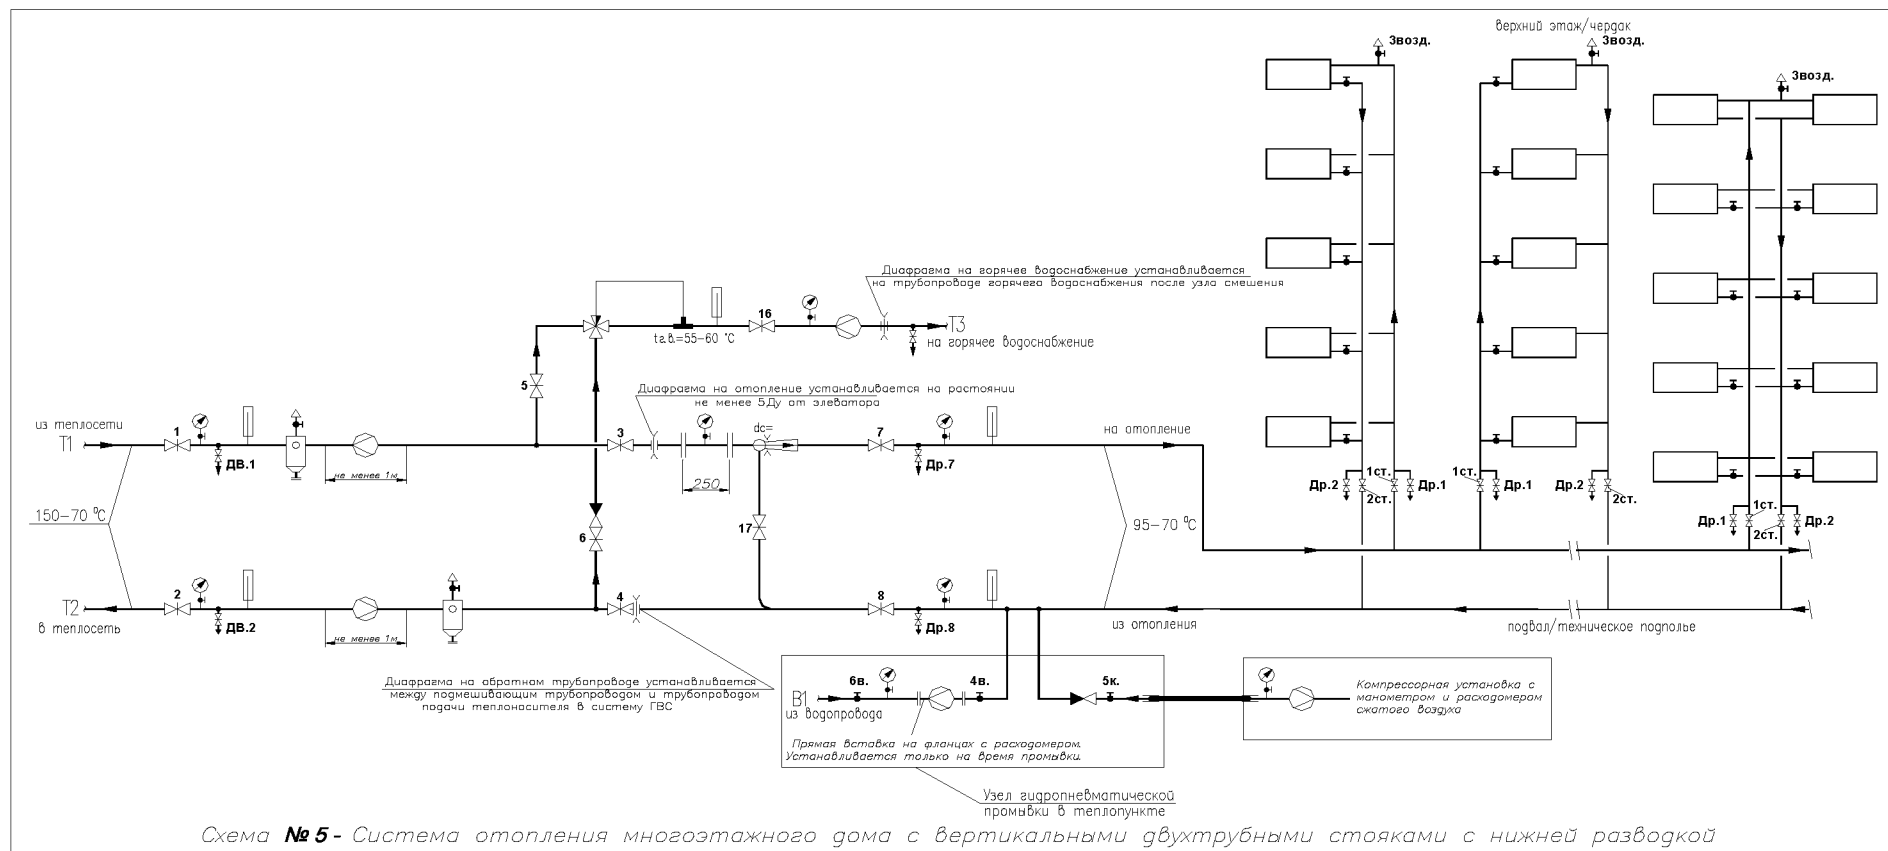 верхний этаж/чердак
3возд.
3возд.
3возд.
Диафрагма на горячее водоснабжение устанавливается
на трубопроводе горячего водоснабжения после узла смешения
16
T3
на горячее водоснабжение
tг.в.=55-60 °C
5
Диафрагма на отопление устанавливается на растоянии
не менее 5Ду от элеватора
из теплосети
T1
1
ДВ.1
не менее 1м
3
250
dc=
7
Др.7
на отопление
150-70 °C
6
17
95-70 °C
Др.2
1ст.
2ст.
Др.1
1ст.
Др.1
Др.2
2ст.
Др.1
1ст.
2ст.
Др.2
T2
в теплосеть
2
ДВ.2
не менее 1м
4
8
Др.8
из отопления
подвал/техническое подполье
Диафрагма на обратном трубопроводе устанавливается
между подмешивающим трубопроводом и трубопроводом
подачи теплоносителя в систему ГВС
В1
из водопровода
6в.
4в.
5к.
Прямая вставка на фланцах с расходомером.
Устанавливается только на время промывки.
Компрессорная установка с
манометром и расходомером
сжатого воздуха
Узел гидропневматической
промывки в теплопункте
Схема № 5 - Система отопления многоэтажного дома с вертикальными двухтрубными стояками с нижней разводкой